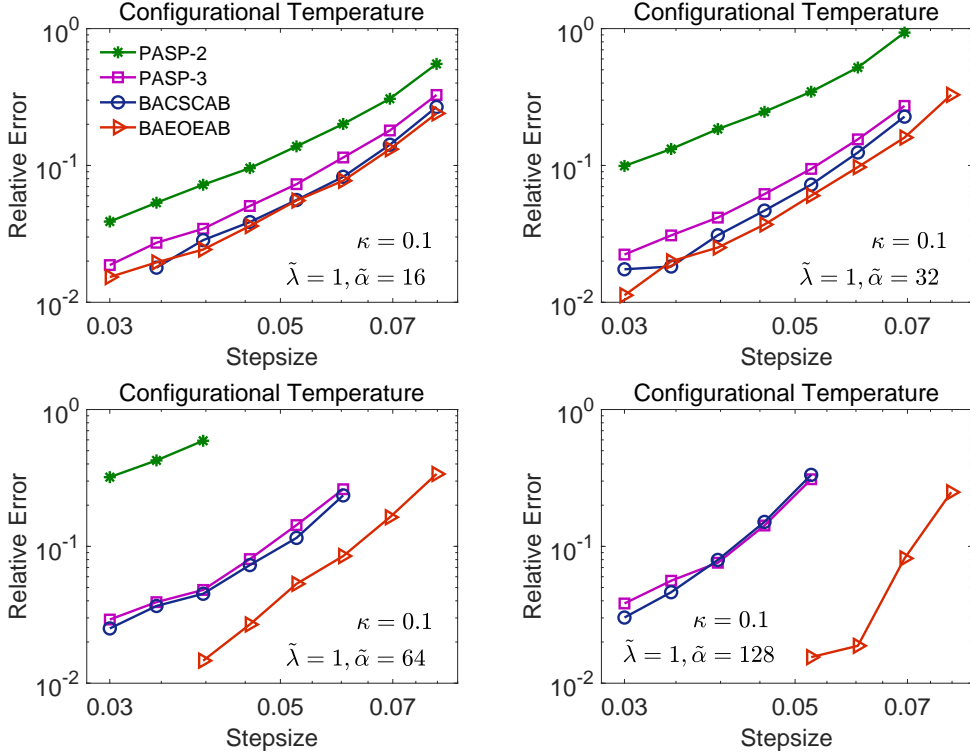 Configurational Temperature
10^0
10^-1
10^-2
Relative Error
PASP-2
PASP-3
BACSCAB
BAEOEAB
κ = 0.1
λ̃ = 1, α̃ = 16
0.03
0.05
0.07
Stepsize
Configurational Temperature
10^0
10^-1
10^-2
Relative Error
κ = 0.1
λ̃ = 1, α̃ = 32
0.03
0.05
0.07
Stepsize
Configurational Temperature
10^0
10^-1
10^-2
Relative Error
κ = 0.1
λ̃ = 1, α̃ = 64
0.03
0.05
0.07
Stepsize
Configurational Temperature
10^0
10^-1
10^-2
Relative Error
κ = 0.1
λ̃ = 1, α̃ = 128
0.03
0.05
0.07
Stepsize